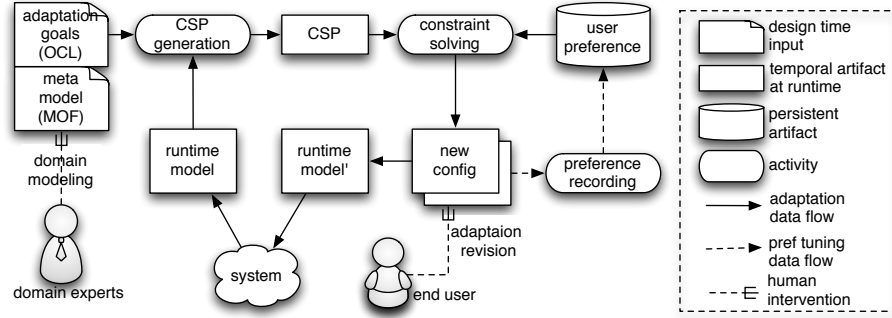 adaptation
goals
(OCL)
meta
model
(MOF)
CSP
generation
CSP
constraint
solving
user
preference
domain
modeling
runtime
model
runtime
model'
new
config
preference
recording
adaptaion
revision
system
domain experts
end user
design time
input
temporal artifact
at runtime
persistent
artifact
activity
adaptation
data flow
pref tuning
data flow
human
intervention